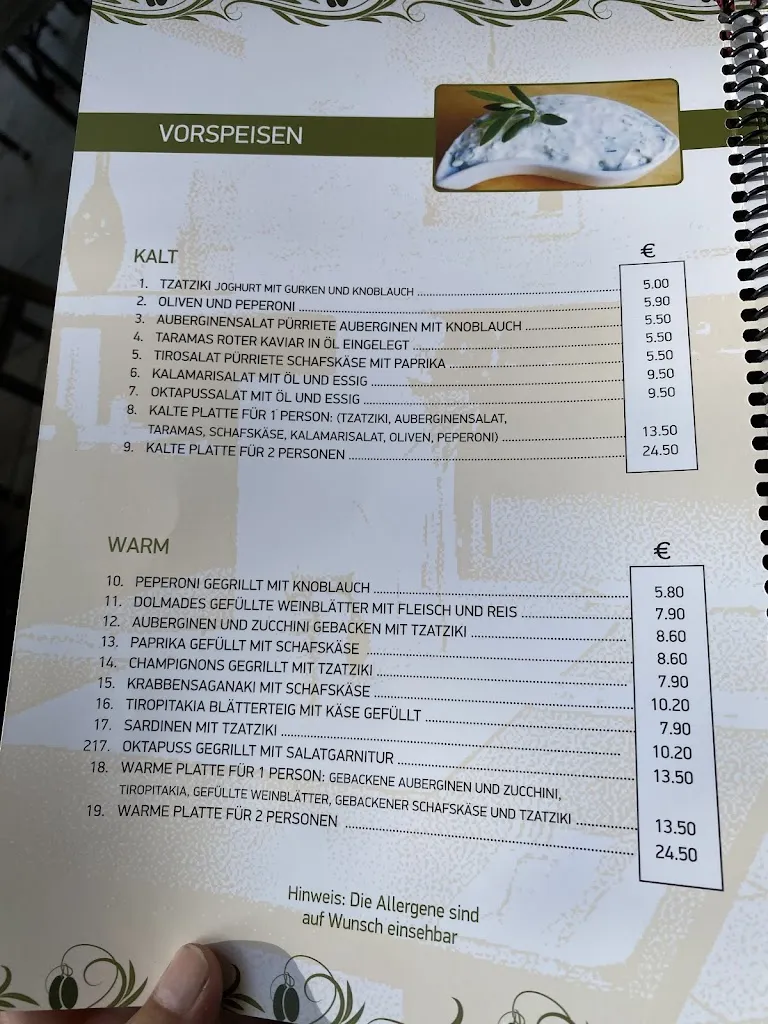 VORSPEISEN
KALT €
1. TZATZIKI JOGHURT MIT GURKEN UND KNOBLAUCH 5.00
2. OLIVEN UND PEPERONI 5.90
3. AUBERGINENSALAT PÜRRIETE AUBERGINEN MIT KNOBLAUCH 5.50
4. TARAMAS ROTER KAVIAR IN ÖL EINGELEGT 5.50
5. TIROSALAT PÜRRIETE SCHAFSKÄSE MIT PAPRIKA 5.50
6. KALAMARISALAT MIT ÖL UND ESSIG 9.50
7. OKTAPUSSALAT MIT ÖL UND ESSIG 9.50
8. KALTE PLATTE FÜR 1 PERSON: (TZATZIKI, AUBERGINENSALAT,
TARAMAS, SCHAFSKÄSE, KALAMARISALAT, OLIVEN, PEPERONI) 13.50
9. KALTE PLATTE FÜR 2 PERSONEN 24.50
WARM €
10. PEPERONI GEGRILLT MIT KNOBLAUCH 5.80
11. DOLMADES GEFÜLLTE WEINBLÄTTER MIT FLEISCH UND REIS 7.90
12. AUBERGINEN UND ZUCCHINI GEBACKEN MIT TZATZIKI 8.60
13. PAPRIKA GEFÜLLT MIT SCHAFSKÄSE 8.60
14. CHAMPIGNONS GEGRILLT MIT TZATZIKI 7.90
15. KRABBENSAGANAKI MIT SCHAFSKÄSE 10.20
16. TIROPITAKIA BLÄTTERTEIG MIT KÄSE GEFÜLLT 7.90
17. SARDINEN MIT TZATZIKI 10.20
217. OKTAPUSS GEGRILLT MIT SALATGARNITUR 13.50
18. WARME PLATTE FÜR 1 PERSON: GEBACKENE AUBERGINEN UND ZUCCHINI,
TIROPITAKIA, GEFÜLLTE WEINBLÄTTER, GEBACKENER SCHAFSKÄSE UND TZATZIKI 13.50
19. WARME PLATTE FÜR 2 PERSONEN 24.50
Hinweis: Die Allergene sind
auf Wunsch einsehbar